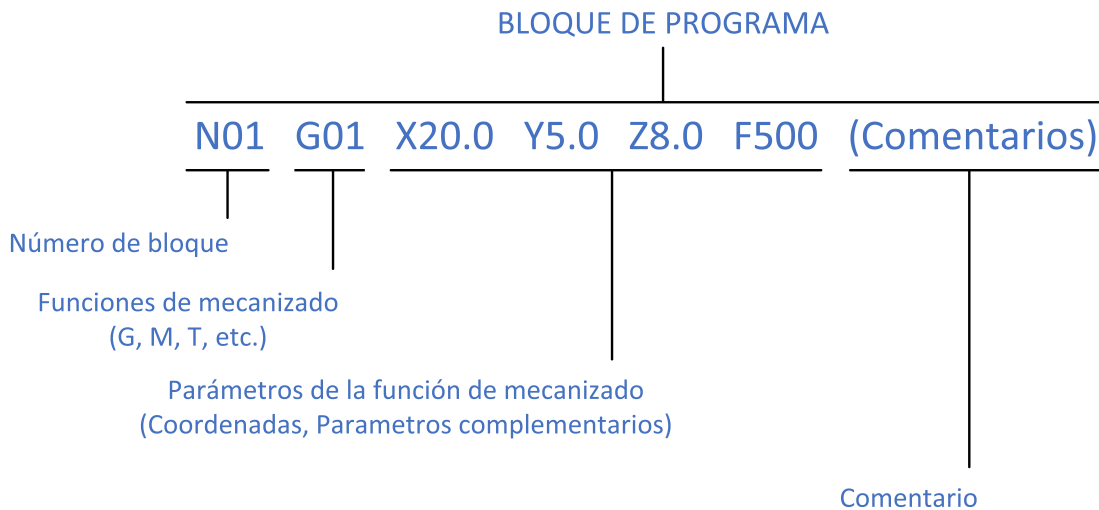 BLOQUE DE PROGRAMA
N01 G01 X20.0 Y5.0 Z8.0 F500 (Comentarios)
Número de bloque
Funciones de mecanizado
(G, M, T, etc.)
Parámetros de la función de mecanizado
(Coordenadas, Parametros complementarios)
Comentario